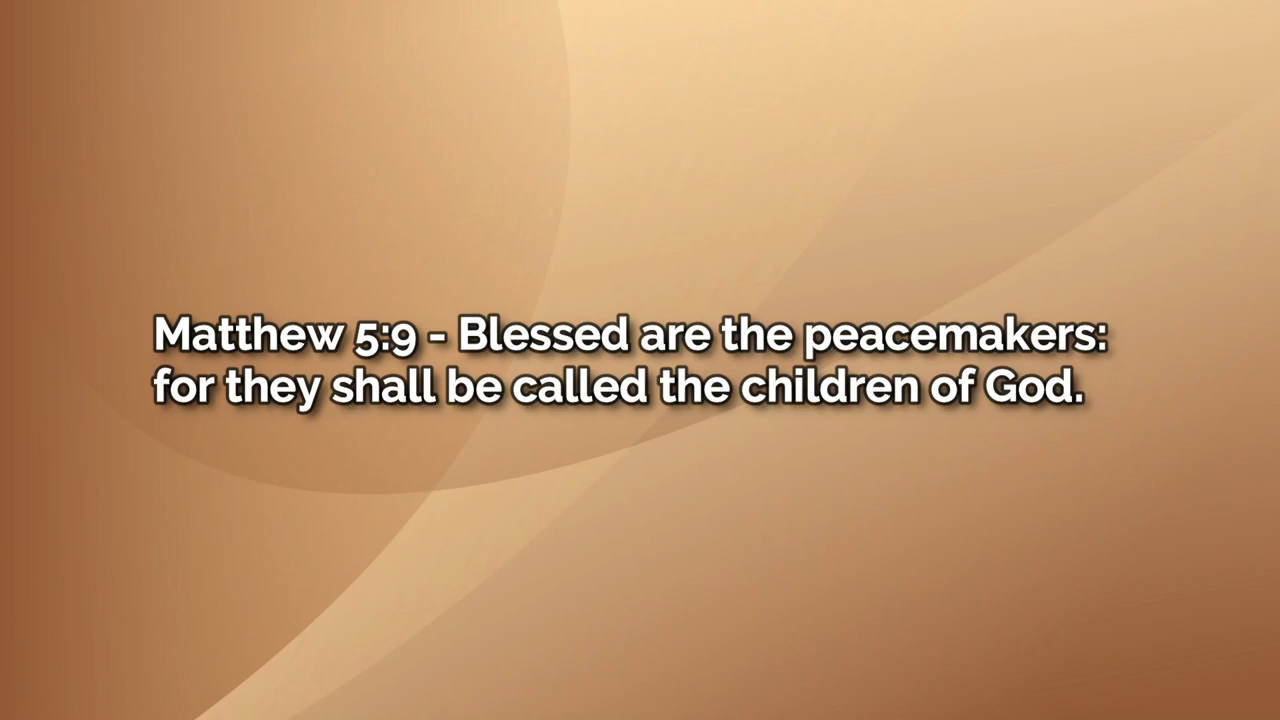 Matthew 5:9 - Blessed are the peacemakers:
for they shall be called the children of God.